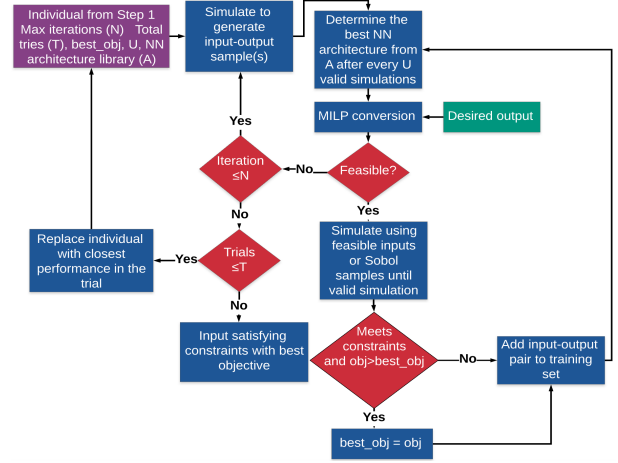 Individual from Step 1
Max iterations (N)   Total
tries (T), best_obj, U, NN
architecture library (A)
Simulate to
generate
input-output
sample(s)
Determine the
best NN
architecture from
A after every U
valid simulations
MILP conversion
Desired output
Yes
Iteration
≤N
No
Feasible?
No
Yes
Replace individual
with closest
performance in the
trial
Yes
Trials
≤T
Simulate using
feasible inputs
or Sobol
samples until
valid simulation
No
Input satisfying
constraints with best
objective
Meets
constraints
and obj>best_obj
No
Add input-output
pair to training
set
Yes
best_obj = obj